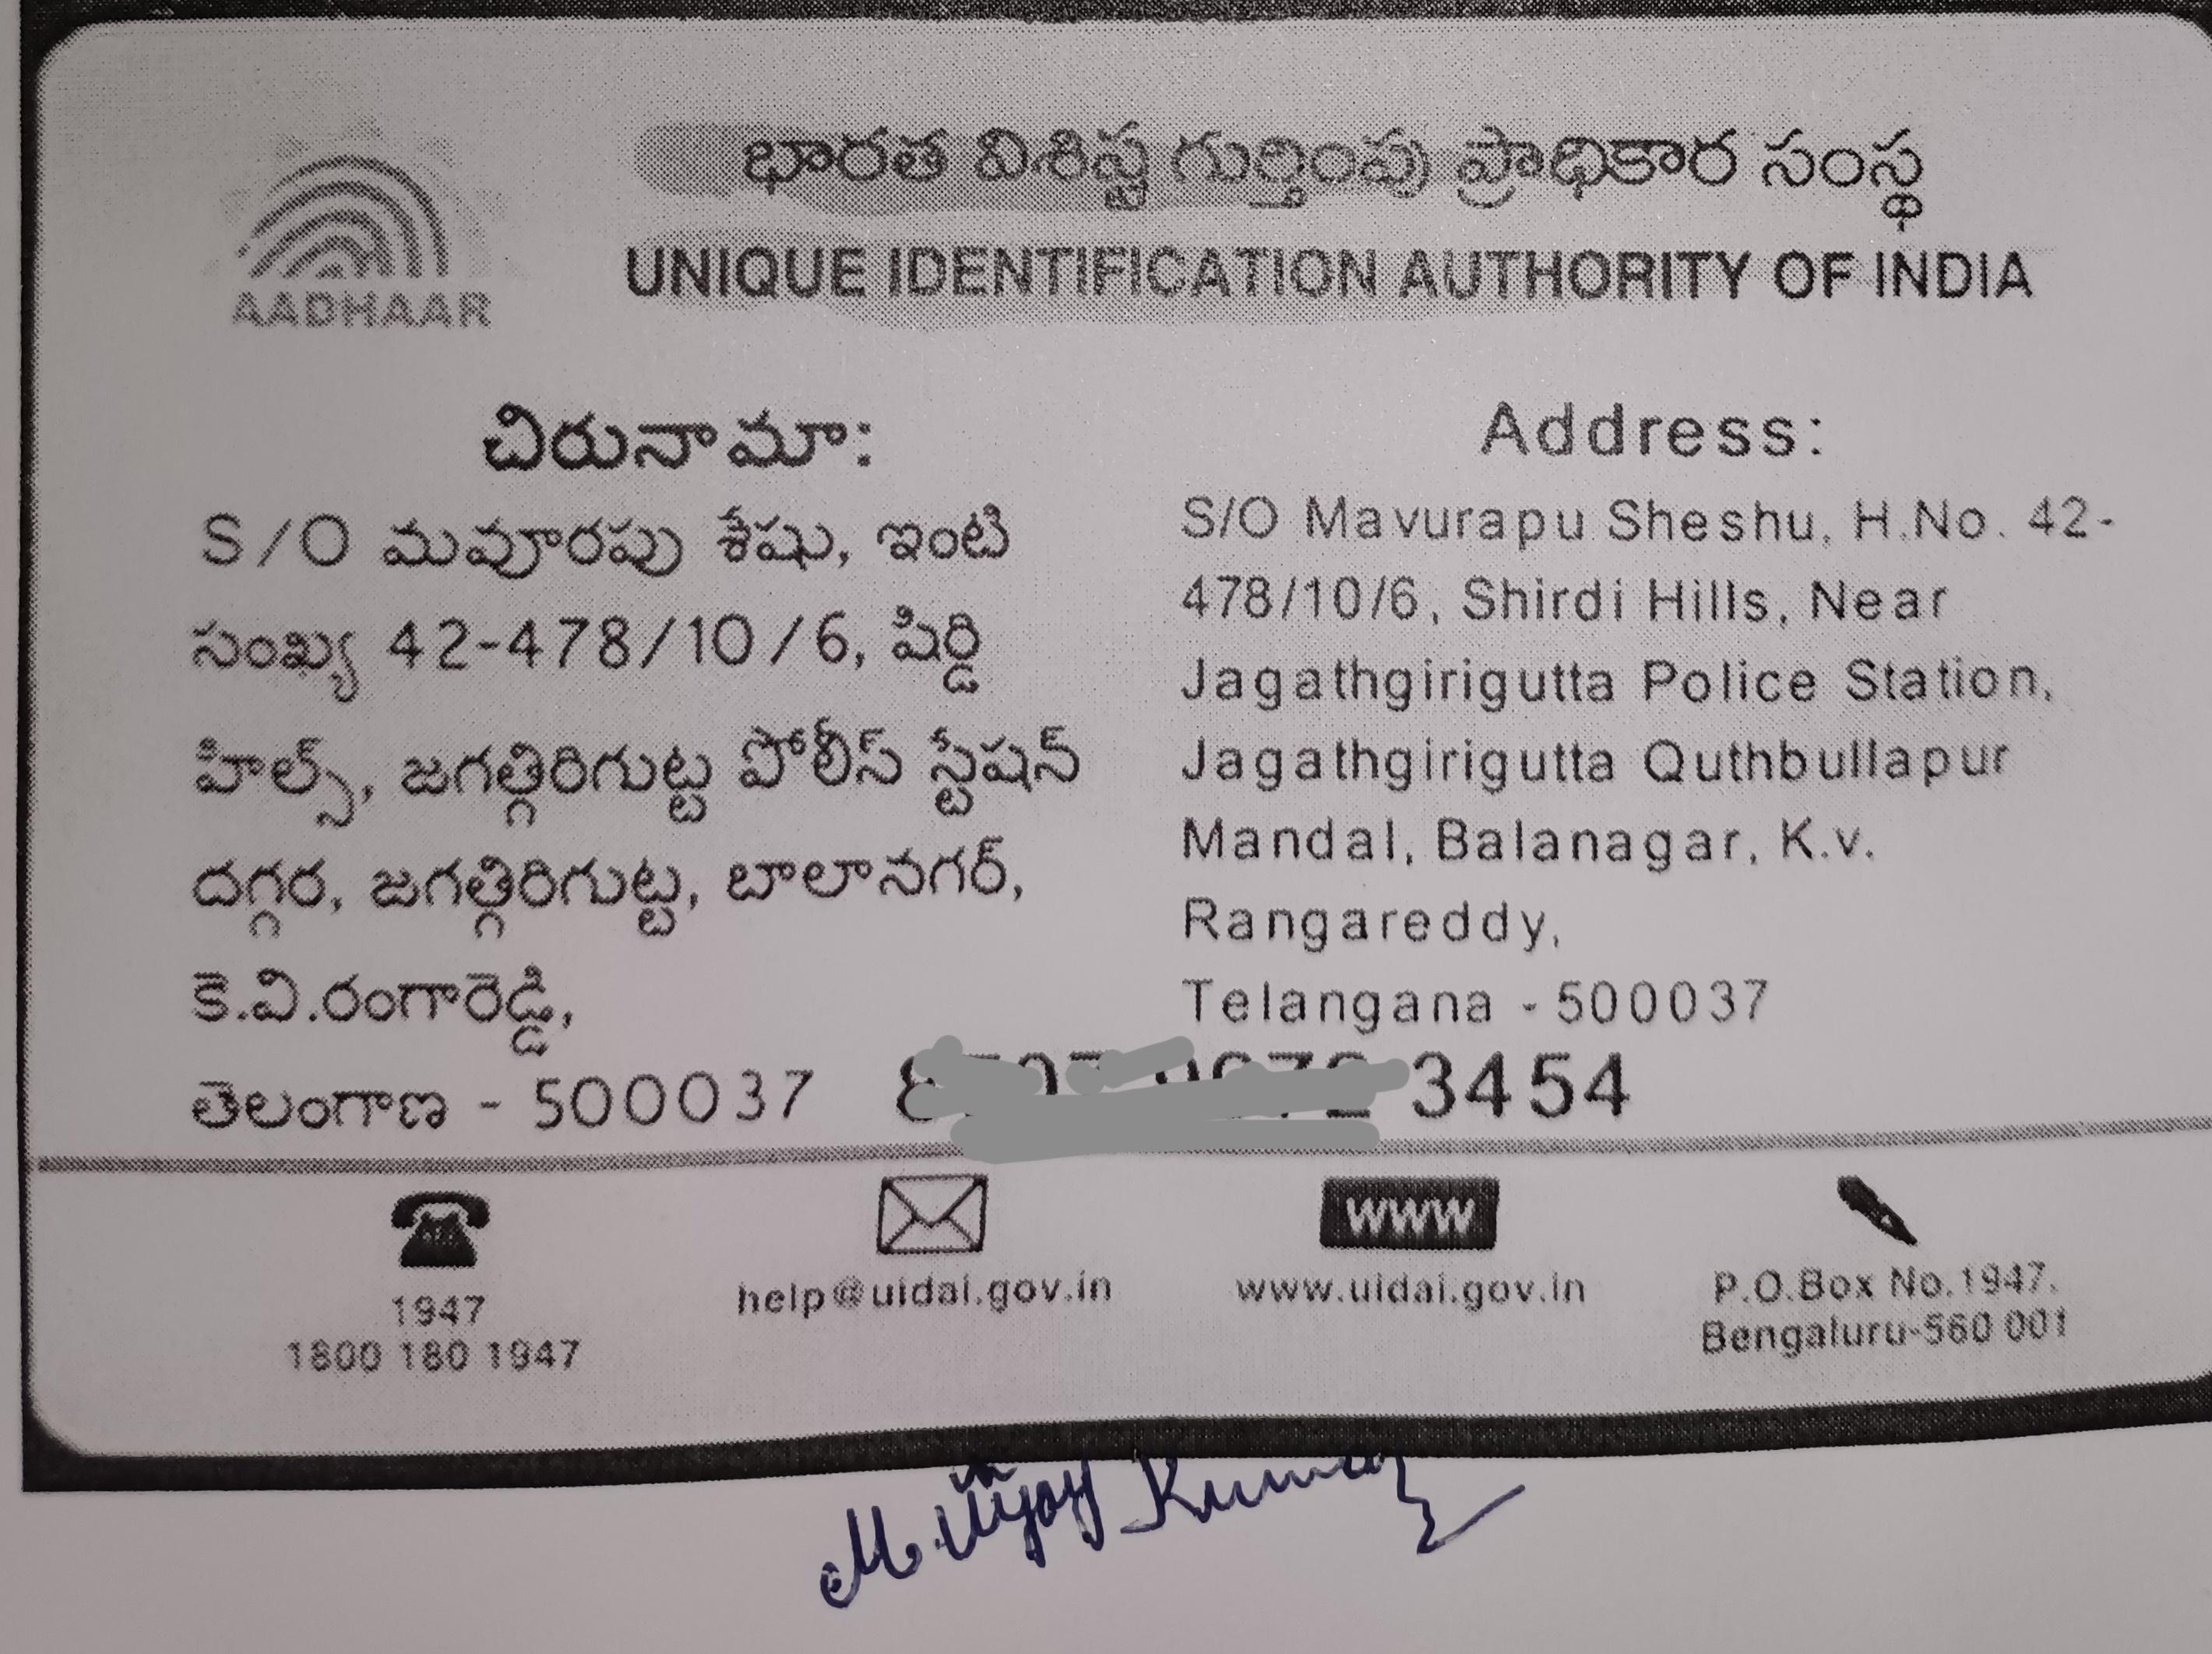 భారత విశిష్ట గుర్తింపు ప్రాధికార సంస్థ
UNIQUE IDENTIFICATION AUTHORITY OF INDIA
AADHAAR
చిరునామా:
S/O మవూరపు శేషు, ఇంటి
సంఖ్య 42-478/10/6, షిర్డి
హిల్స్, జగత్గిరిగుట్ట పోలీస్ స్టేషన్
దగ్గర, జగత్గిరిగుట్ట, బాలానగర్,
కె.వి.రంగారెడ్డి,
తెలంగాణ - 500037
Address:
S/O Mavurapu Sheshu, H.No. 42-
478/10/6, Shirdi Hills, Near
Jagathgirigutta Police Station,
Jagathgirigutta Quthbullapur
Mandal, Balanagar, K.v.
Rangareddy,
Telangana - 500037
3454
WWW
1947
1800 180 1947
help@uidai.gov.in
www.uidai.gov.in
P.O.Box No.1947,
Bengaluru-560 001
M. Vijay Kumar